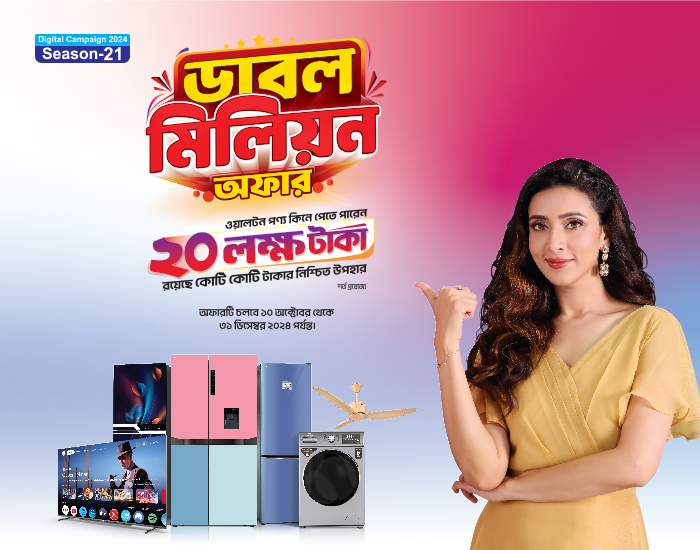 Digital Campaign 2024
Season-21
ডাবল
মিলিয়ন
অফার
ওয়ালটন পণ্য কিনে পেতে পারেন
২০ লক্ষ টাকা
রয়েছে কোটি কোটি টাকার নিশ্চিত উপহার
শর্ত প্রযোজ্য
অফারটি চলবে ১০ অক্টোবর থেকে
৩১ ডিসেম্বর ২০২৪ পর্যন্ত।